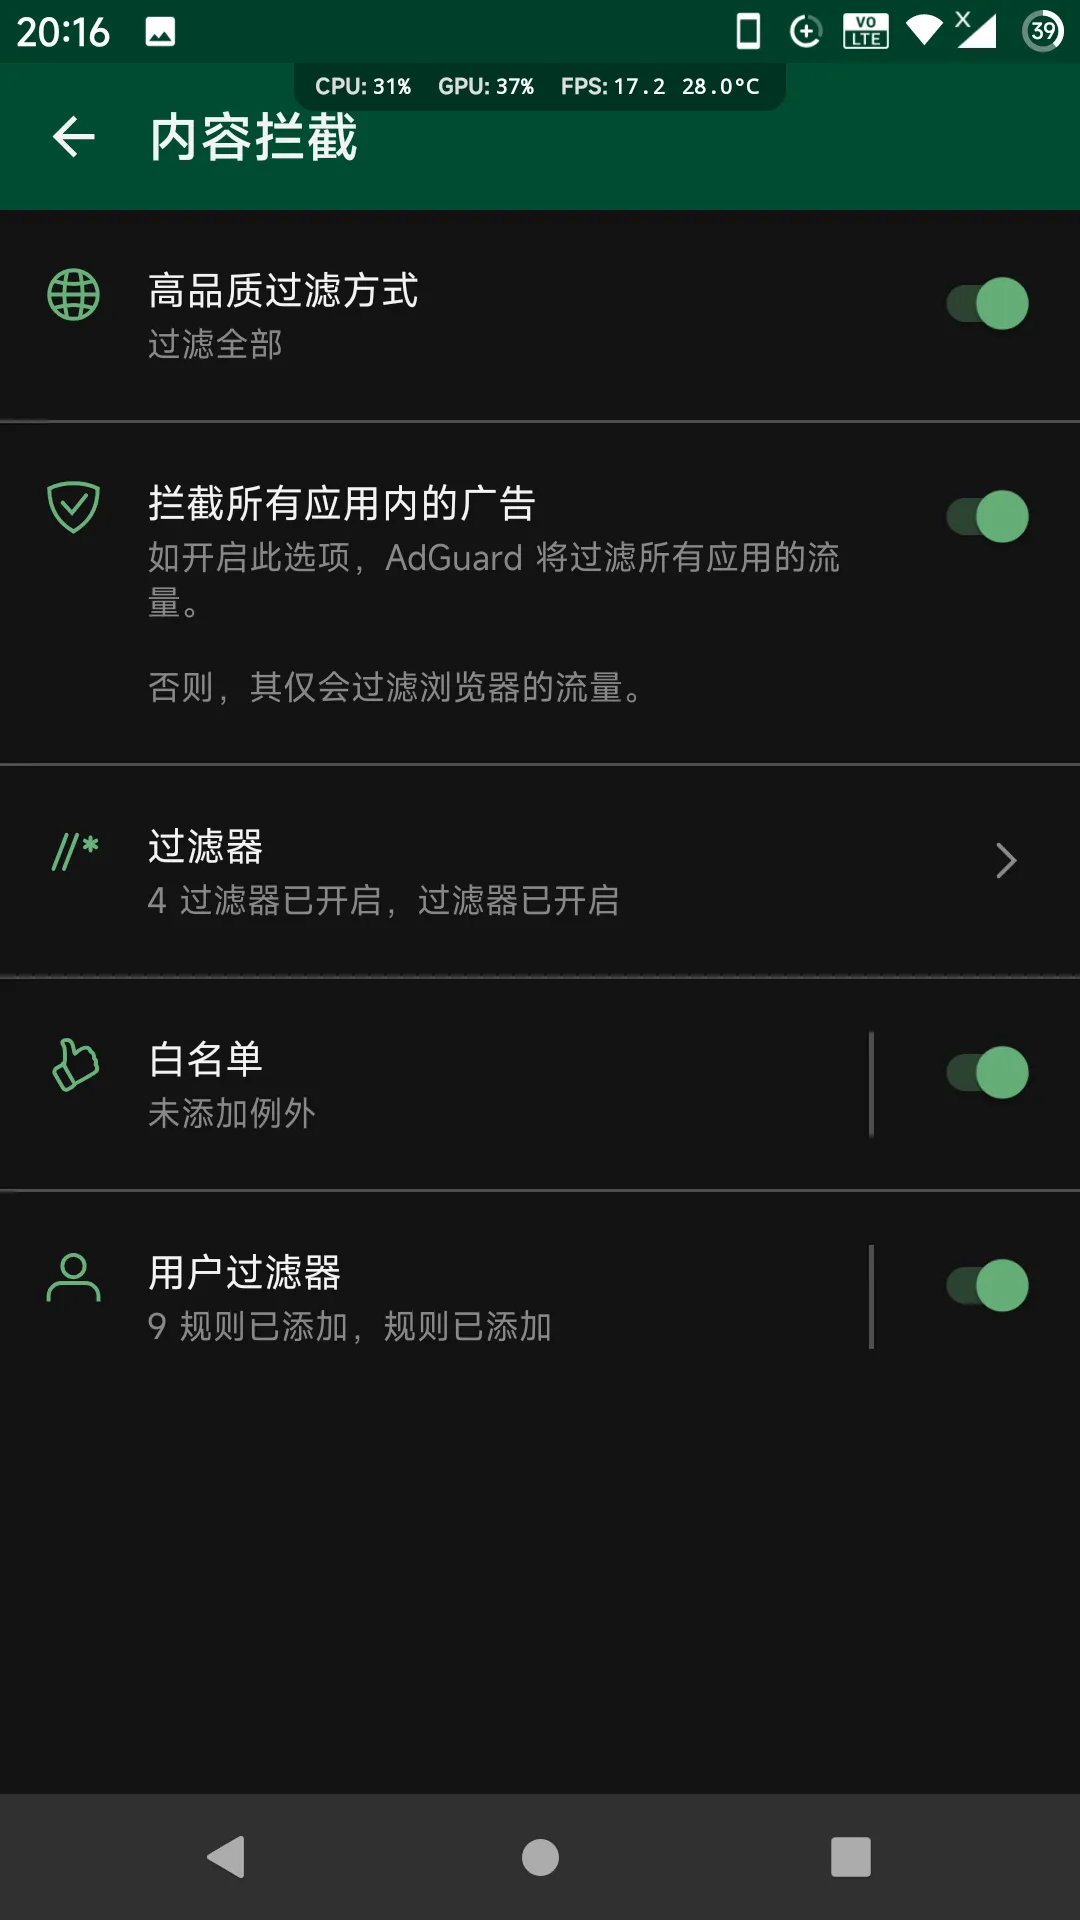 20:16
VO LTE
X
39
CPU: 31% GPU: 37% FPS: 17.2 28.0°C
内容拦截
高品质过滤方式
过滤全部
拦截所有应用内的广告
如开启此选项，AdGuard 将过滤所有应用的流
量。
否则，其仅会过滤浏览器的流量。
//*
过滤器
4 过滤器已开启，过滤器已开启
白名单
未添加例外
用户过滤器
9 规则已添加，规则已添加